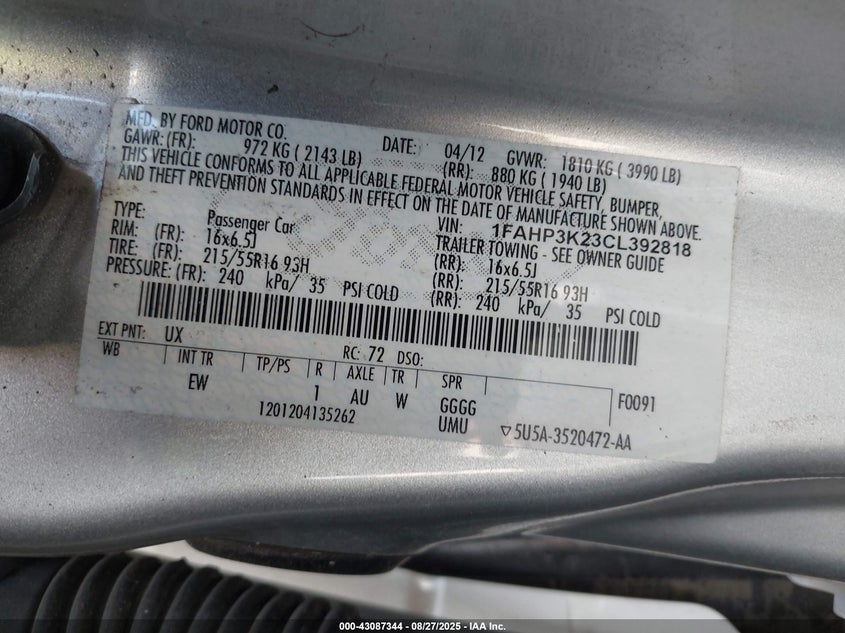 MFD. BY FORD MOTOR CO. DATE: 04/12 GVWR: 1810 KG ( 3990 LB)
GAWR:(FR): 972 KG ( 2143 LB) (RR): 880 KG ( 1940 LB)
THIS VEHICLE CONFORMS TO ALL APPLICABLE FEDERAL MOTOR VEHICLE SAFETY, BUMPER,
AND THEFT PREVENTION STANDARDS IN EFFECT ON THE DATE OF MANUFACTURE SHOWN ABOVE.
VIN: 1FAHP3K23CL392818
TYPE: Passenger Car TRAILER TOWING - SEE OWNER GUIDE
RIM: (FR): 16x6.5J (RR): 16x6.5J
TIRE: (FR): 215/55R16 93H (RR): 215/55R16 93H
PRESSURE: (FR): 240 kPa/ 35 PSI COLD (RR): 240 kPa/ 35 PSI COLD
EXT PNT: UX RC: 72 DSO:
WB INT TR TP/PS R AXLE TR SPR F0091
EW 1 AU W GGGG
1201204135262 UMU ▽5U5A-3520472-AA
000-43087344 - 08/27/2025 - IAA Inc.